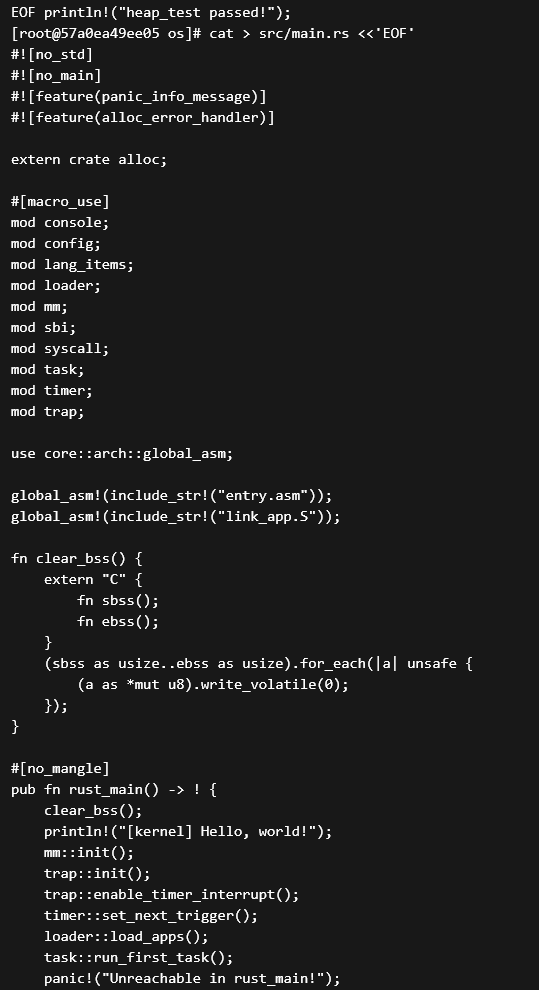 EOF println!("heap_test passed!");
[root@57a0ea49ee05 os]# cat > src/main.rs <<'EOF'
#![no_std]
#![no_main]
#![feature(panic_info_message)]
#![feature(alloc_error_handler)]

extern crate alloc;

#[macro_use]
mod console;
mod config;
mod lang_items;
mod loader;
mod mm;
mod sbi;
mod syscall;
mod task;
mod timer;
mod trap;

use core::arch::global_asm;

global_asm!(include_str!("entry.asm"));
global_asm!(include_str!("link_app.S"));

fn clear_bss() {
    extern "C" {
        fn sbss();
        fn ebss();
    }
    (sbss as usize..ebss as usize).for_each(|a| unsafe {
        (a as *mut u8).write_volatile(0);
    });
}

#[no_mangle]
pub fn rust_main() -> ! {
    clear_bss();
    println!("[kernel] Hello, world!");
    mm::init();
    trap::init();
    trap::enable_timer_interrupt();
    timer::set_next_trigger();
    loader::load_apps();
    task::run_first_task();
    panic!("Unreachable in rust_main!");